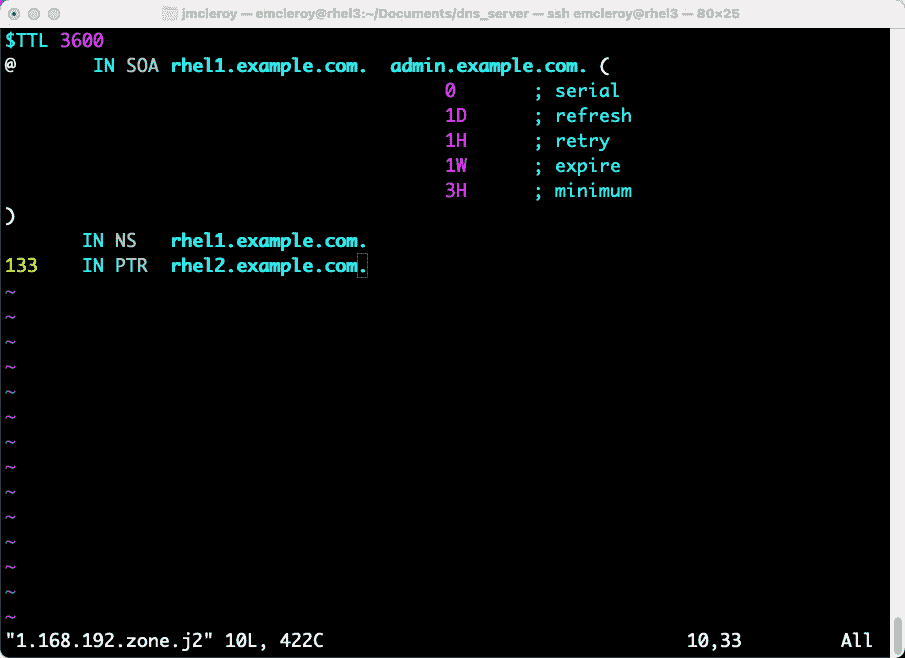 jmcleroy — emcleroy@rhel3:~/Documents/dns_server — ssh emcleroy@rhel3 — 80×25
$TTL 3600
@       IN SOA rhel1.example.com.  admin.example.com. (
                                        0       ; serial
                                        1D      ; refresh
                                        1H      ; retry
                                        1W      ; expire
                                        3H      ; minimum
)
       IN NS   rhel1.example.com.
133    IN PTR  rhel2.example.com.
~
~
~
~
~
~
~
~
~
~
~
~
~
~
"1.168.192.zone.j2" 10L, 422C                                 10,33         All